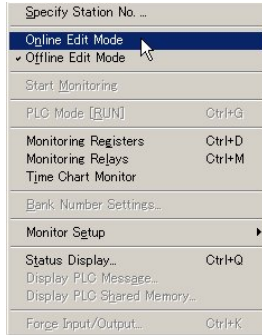 Specify Station No. ...
Online Edit Mode
Offline Edit Mode
Start Monitoring
PLC Mode [RUN] Ctrl+G
Monitoring Registers Ctrl+D
Monitoring Relays Ctrl+M
Time Chart Monitor
Bank Number Settings...
Monitor Setup
Status Display... Ctrl+Q
Display PLC Message...
Display PLC Shared Memory...
Force Input/Output... Ctrl+K